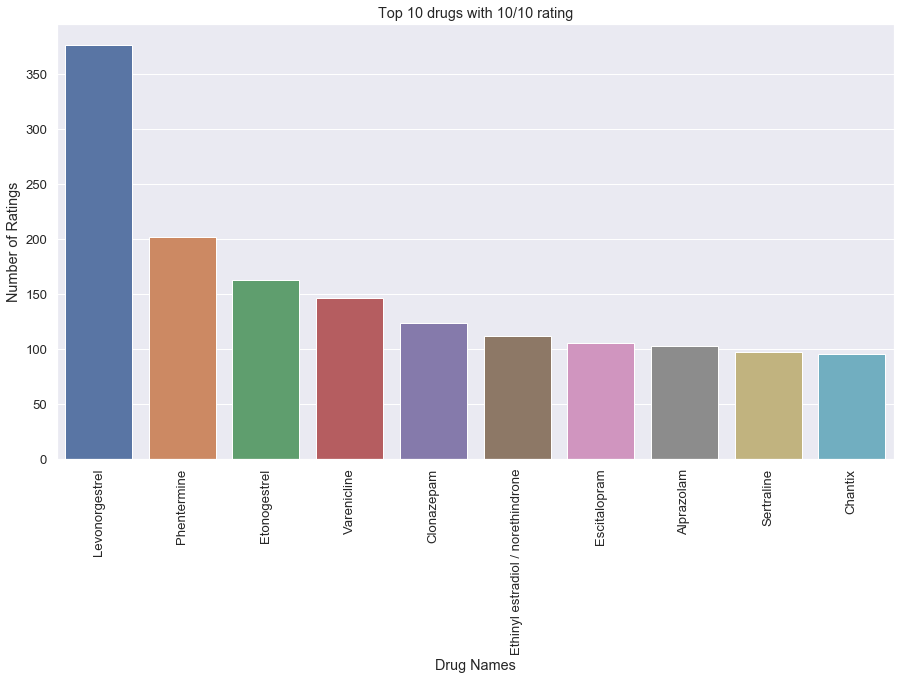 Top 10 drugs with 10/10 rating
Number of Ratings
350
300
250
200
150
100
50
0
Levonorgestrel
Phentermine
Etonogestrel
Varenicline
Clonazepam
Ethinyl estradiol / norethindrone
Escitalopram
Alprazolam
Sertraline
Chantix
Drug Names